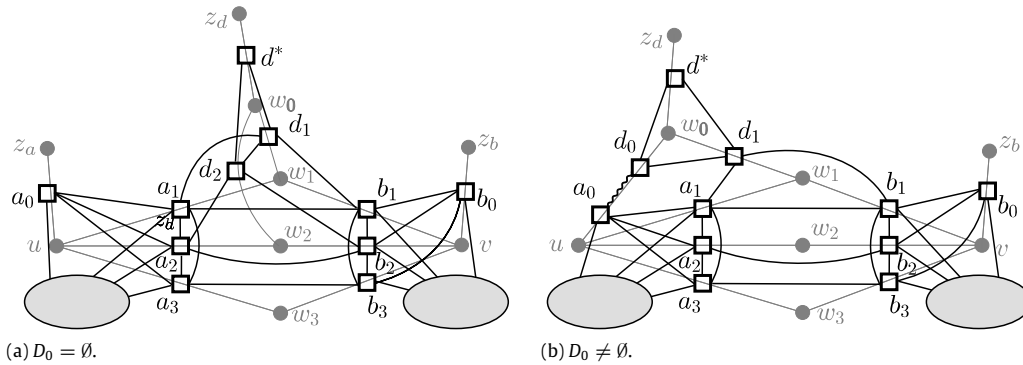 z_d
d*
w_0
d_1
z_a
z_b
d_2
a_0
a_1
w_1
b_1
b_0
z_a
u
a_2
w_2
b_2
v
a_3
w_3
b_3
(a) D_0 = ∅.
z_d
d*
w_0
d_0
d_1
z_b
a_0
a_1
w_1
b_1
b_0
u
a_2
w_2
b_2
v
a_3
w_3
b_3
(b) D_0 ≠ ∅.